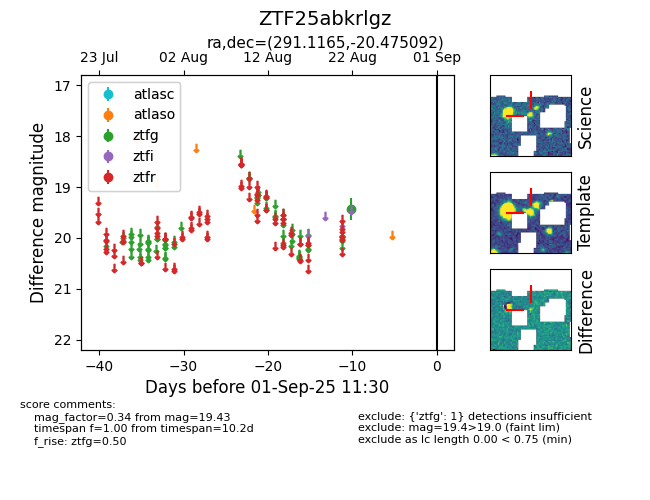 ZTF25abkrlgz
ra,dec=(291.1165,-20.475092)
23 Jul
02 Aug
12 Aug
22 Aug
01 Sep
17
18
19
20
21
22
Difference magnitude
atlasc
atlaso
ztfg
ztfi
ztfr
Science
Template
Difference
−40
−30
−20
−10
0
Days before 01-Sep-25 11:30
score comments:
mag_factor=0.34 from mag=19.43
timespan f=1.00 from timespan=10.2d
f_rise: ztfg=0.50
exclude: {'ztfg': 1} detections insufficient
exclude: mag=19.4>19.0 (faint lim)
exclude as lc length 0.00 < 0.75 (min)